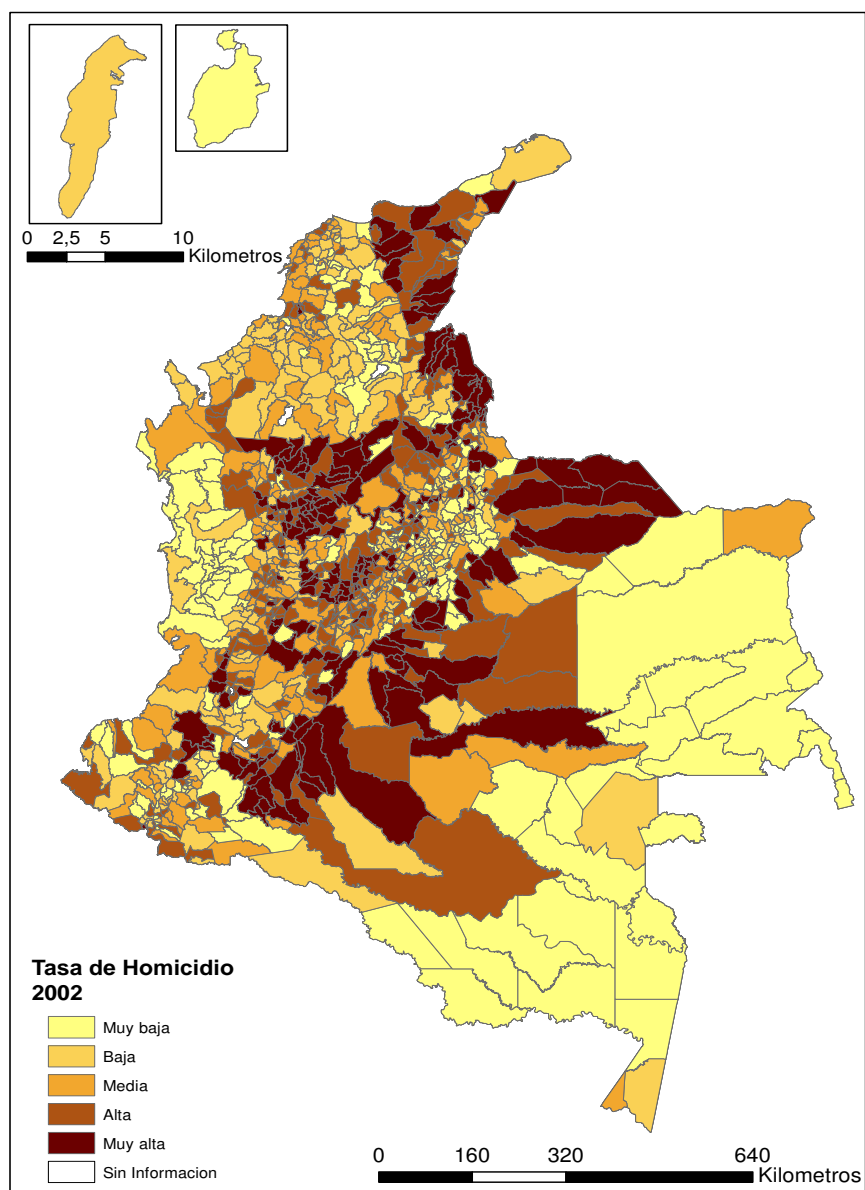 0 2,5 5 10
Kilometros
Tasa de Homicidio
2002
Muy baja
Baja
Media
Alta
Muy alta
Sin Informacion
0 160 320 640
Kilometros